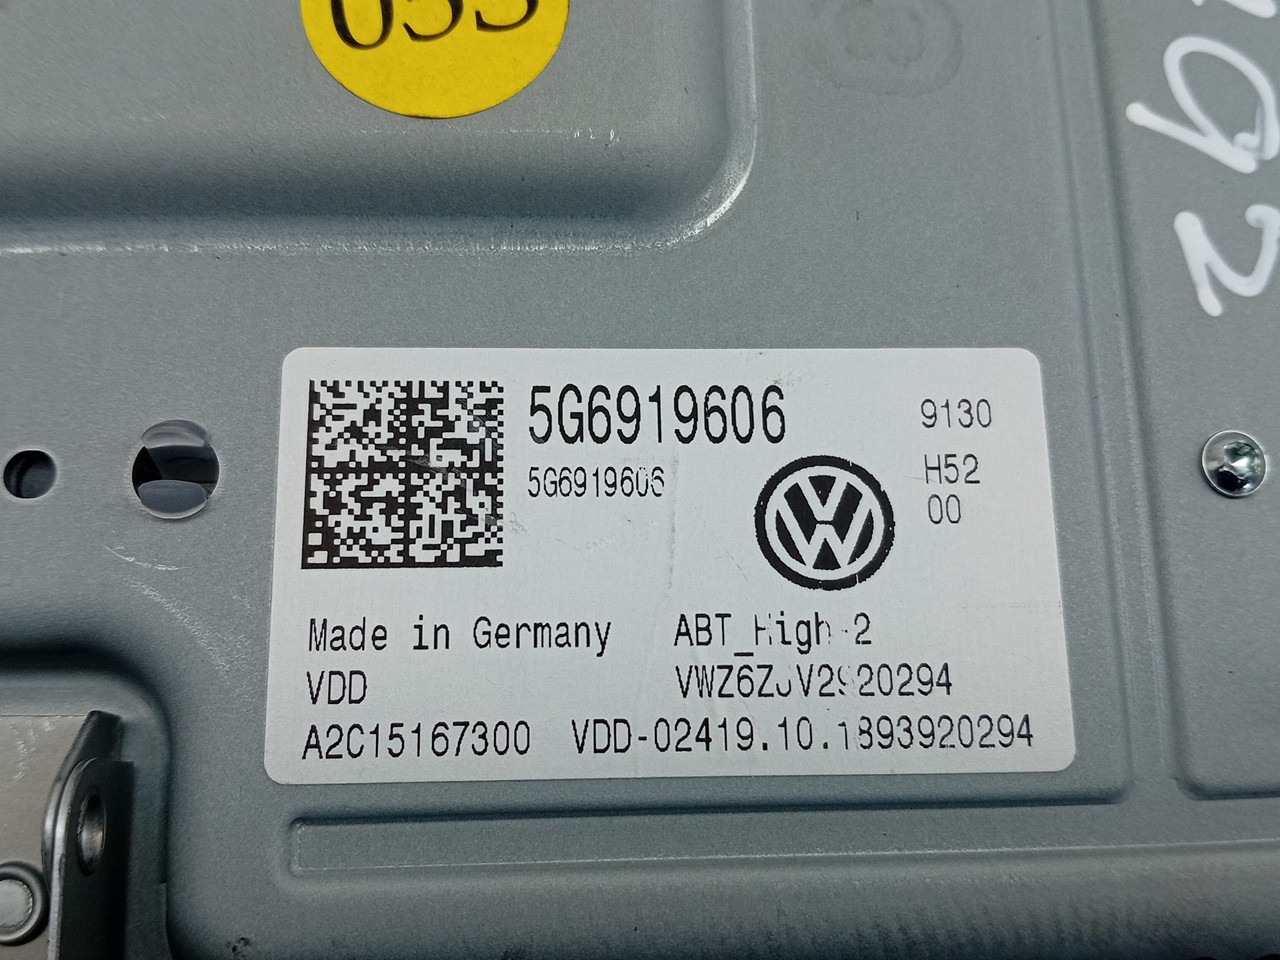 5G6919606
9130
5G6919606
H52
00
Made in Germany
ABT_High-2
VDD
A2C15167300
VDD-02419.10.1893920294